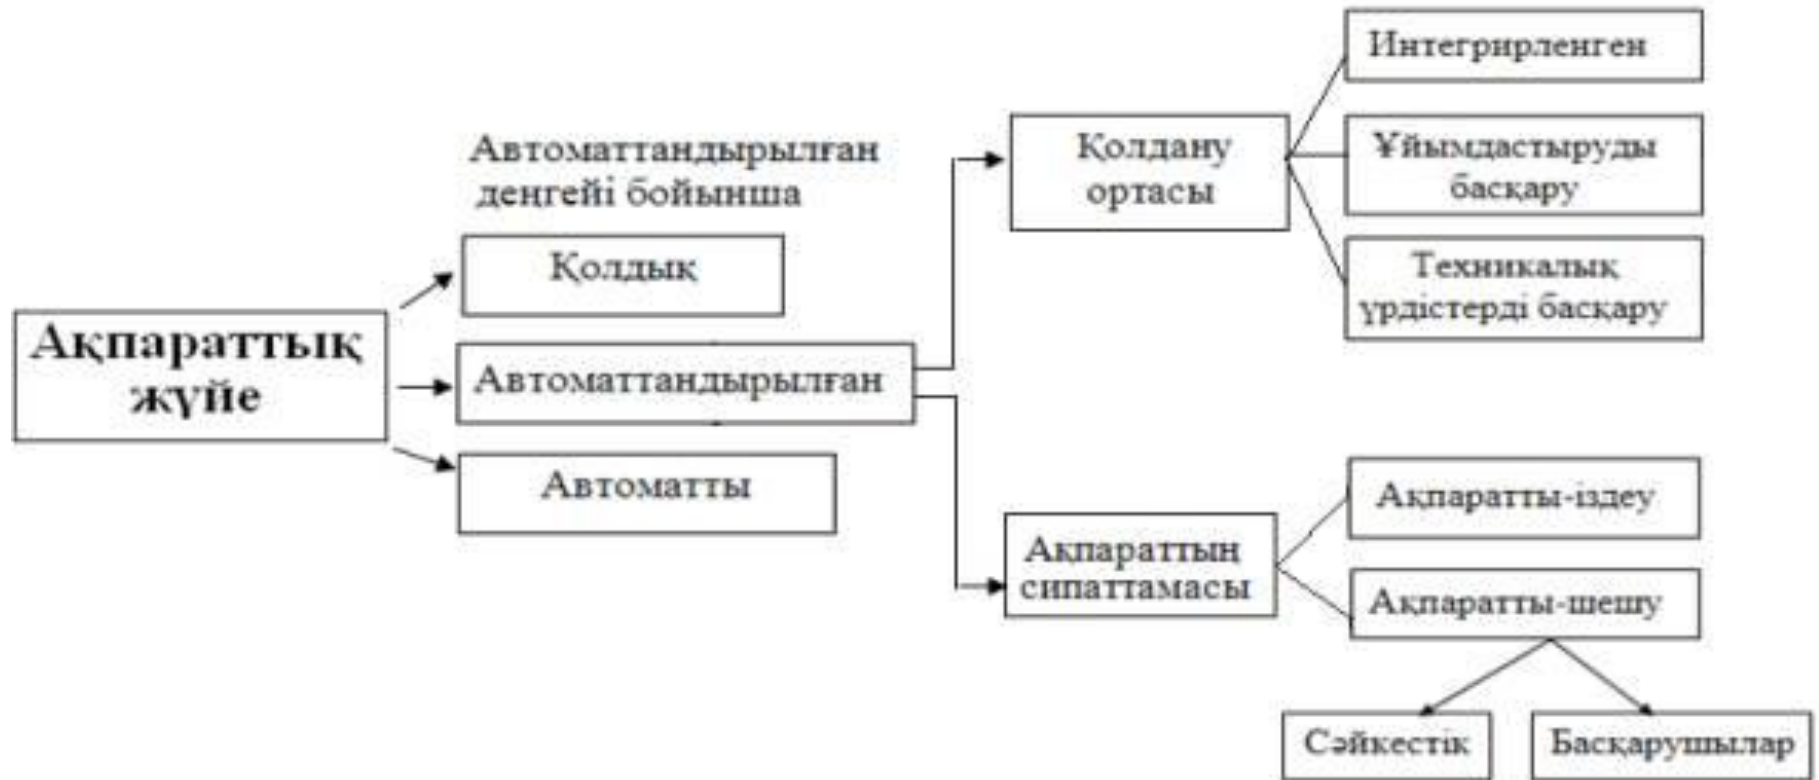 Ақпараттық
жүйе
Автоматтандырылған
деңгейі бойынша
Қолдық
Автоматтандырылған
Автоматты
Қолдану
ортасы
Интегрирленген
Ұйымдастыруды
басқару
Техникалық
үрдістерді басқару
Ақпараттың
сипаттамасы
Ақпаратты-іздеу
Ақпаратты-шешу
Сәйкестік
Басқарушылар